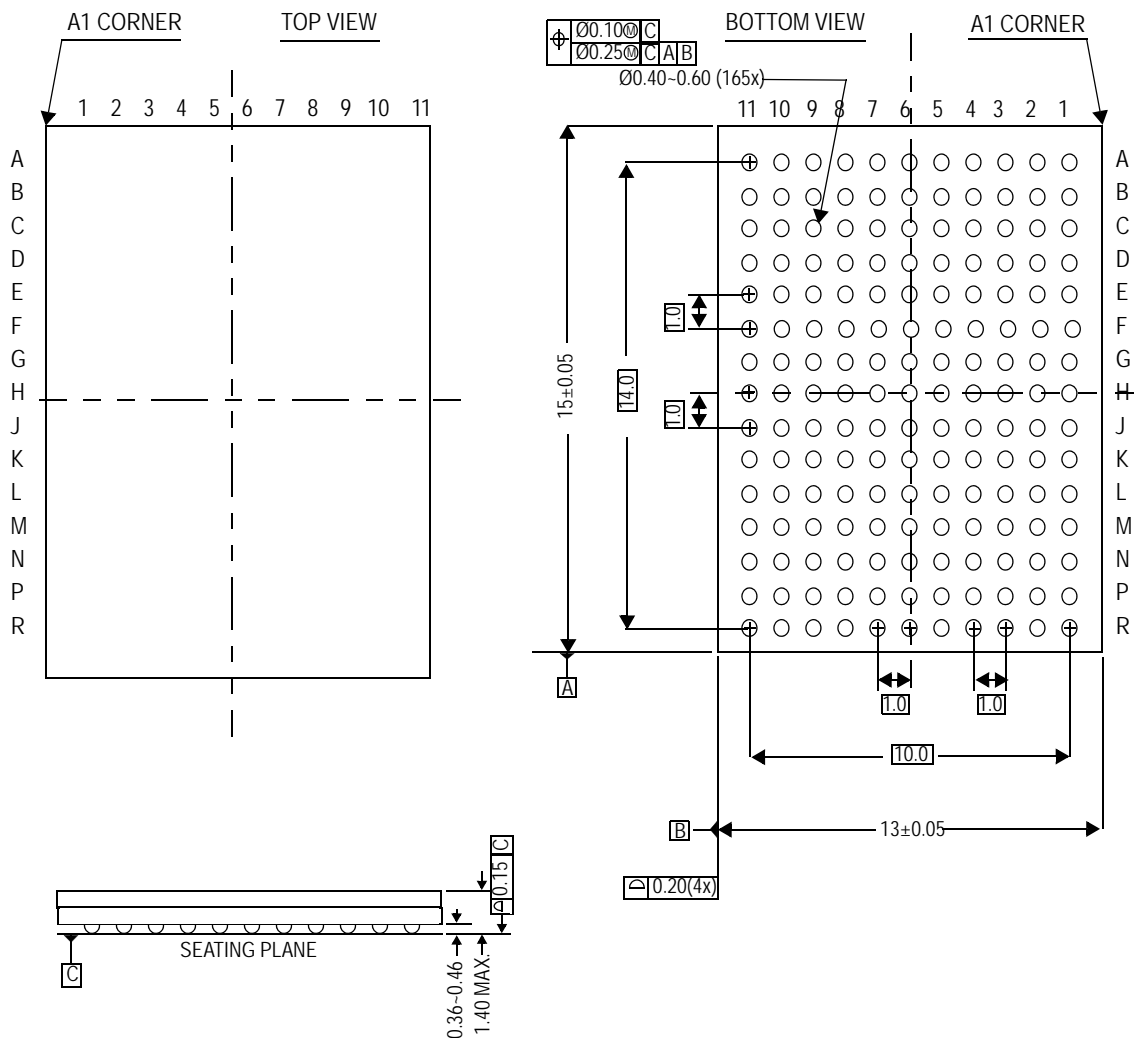 A1 CORNER
TOP VIEW
1 2 3 4 5 6 7 8 9 10 11
A
B
C
D
E
F
G
H
J
K
L
M
N
P
R
Ø0.10Ⓜ C
Ø0.25Ⓜ C A B
BOTTOM VIEW
A1 CORNER
Ø0.40~0.60 (165x)
11 10 9 8 7 6 5 4 3 2 1
A
B
C
D
E
F
G
H
J
K
L
M
N
P
R
15±0.05
14.0
1.0
1.0
A
1.0
1.0
10.0
B
13±0.05
0.20(4x)
0.15 C
SEATING PLANE
C
0.36~0.46
1.40 MAX.